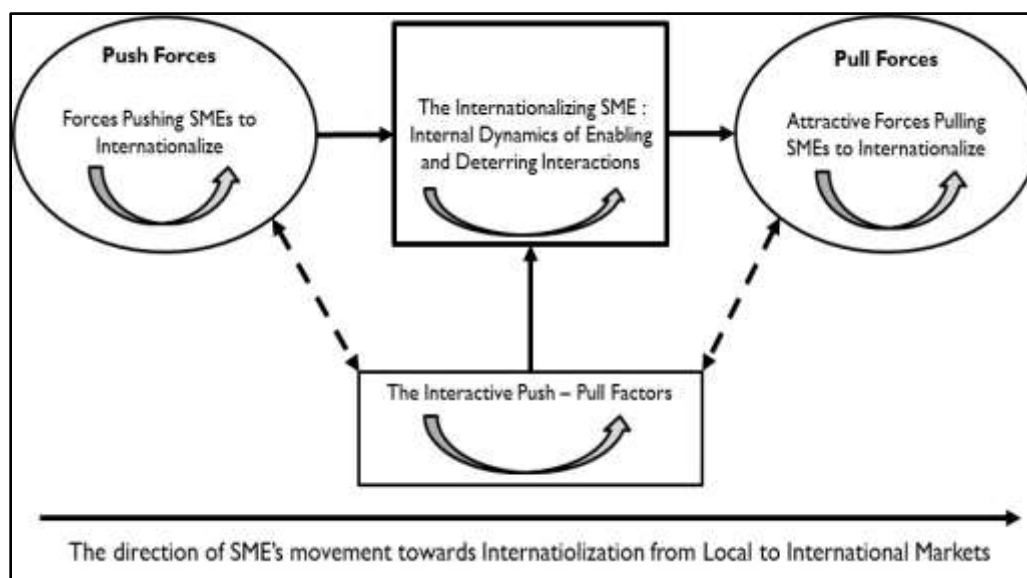 Push Forces
Forces Pushing SMEs to
Internationalize
The Internationalizing SME :
Internal Dynamics of Enabling
and Deterring Interactions
Pull Forces
Attractive Forces Pulling
SMEs to Internationalize
The Interactive Push – Pull Factors
The direction of SME's movement towards Internatiolization from Local to International Markets